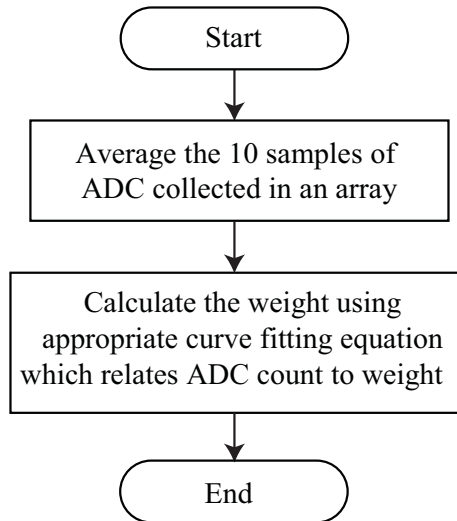 Start
Average the 10 samples of
ADC collected in an array
Calculate the weight using
appropriate curve fitting equation
which relates ADC count to weight
End